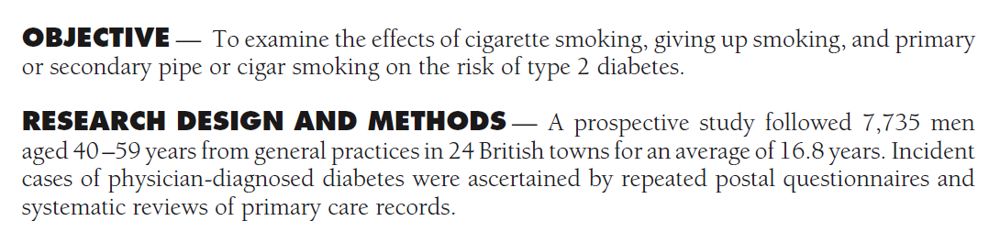 OBJECTIVE — To examine the effects of cigarette smoking, giving up smoking, and primary
or secondary pipe or cigar smoking on the risk of type 2 diabetes.
RESEARCH DESIGN AND METHODS — A prospective study followed 7,735 men
aged 40–59 years from general practices in 24 British towns for an average of 16.8 years. Incident
cases of physician-diagnosed diabetes were ascertained by repeated postal questionnaires and
systematic reviews of primary care records.